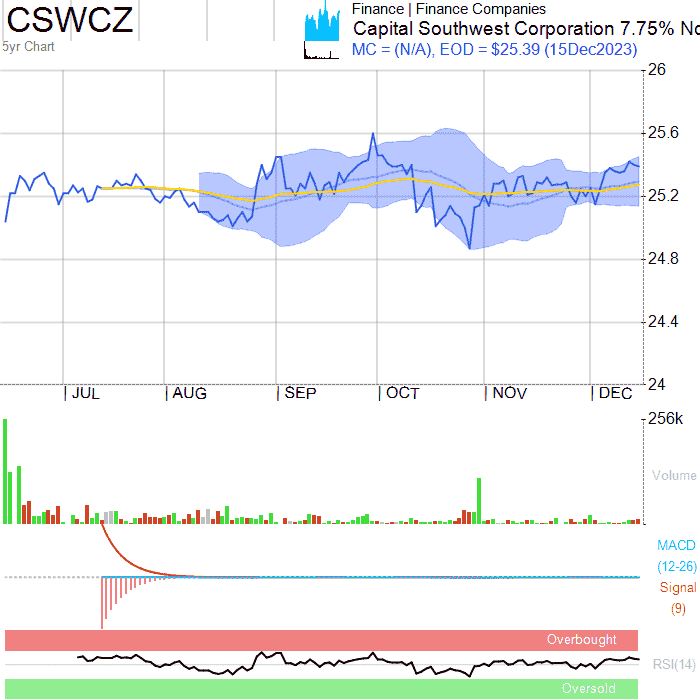 CSWCZ
5yr Chart
Finance | Finance Companies
Capital Southwest Corporation 7.75% No
MC = (N/A), EOD = $25.39 (15Dec2023)
26
25.6
25.2
24.8
24.4
24
JUL AUG SEP OCT NOV DEC
256k
Volume
MACD
(12-26)
Signal
(9)
Overbought
RSI(14)
Oversold